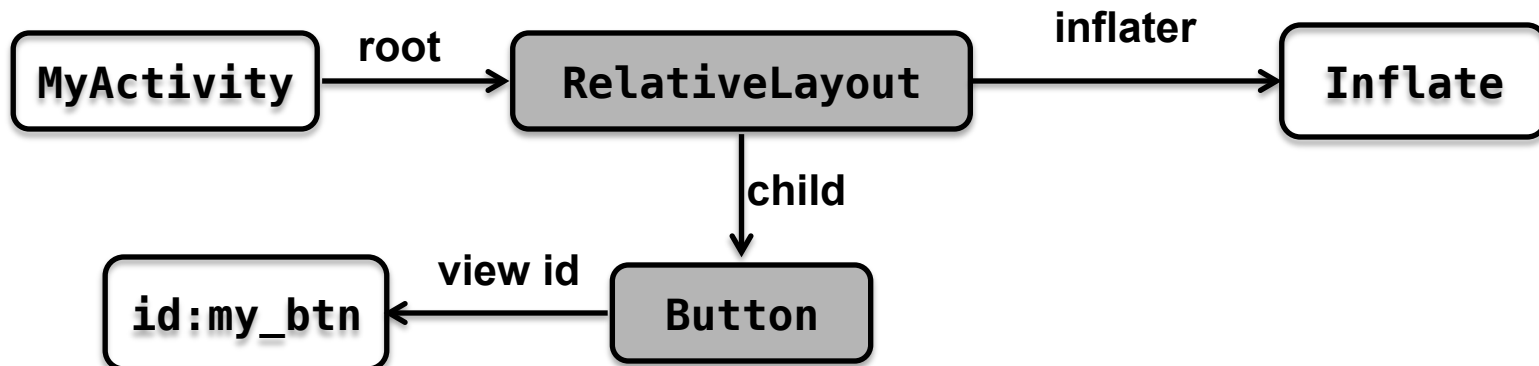 root
inflater
MyActivity
RelativeLayout
Inflate
child
view id
id:my_btn
Button